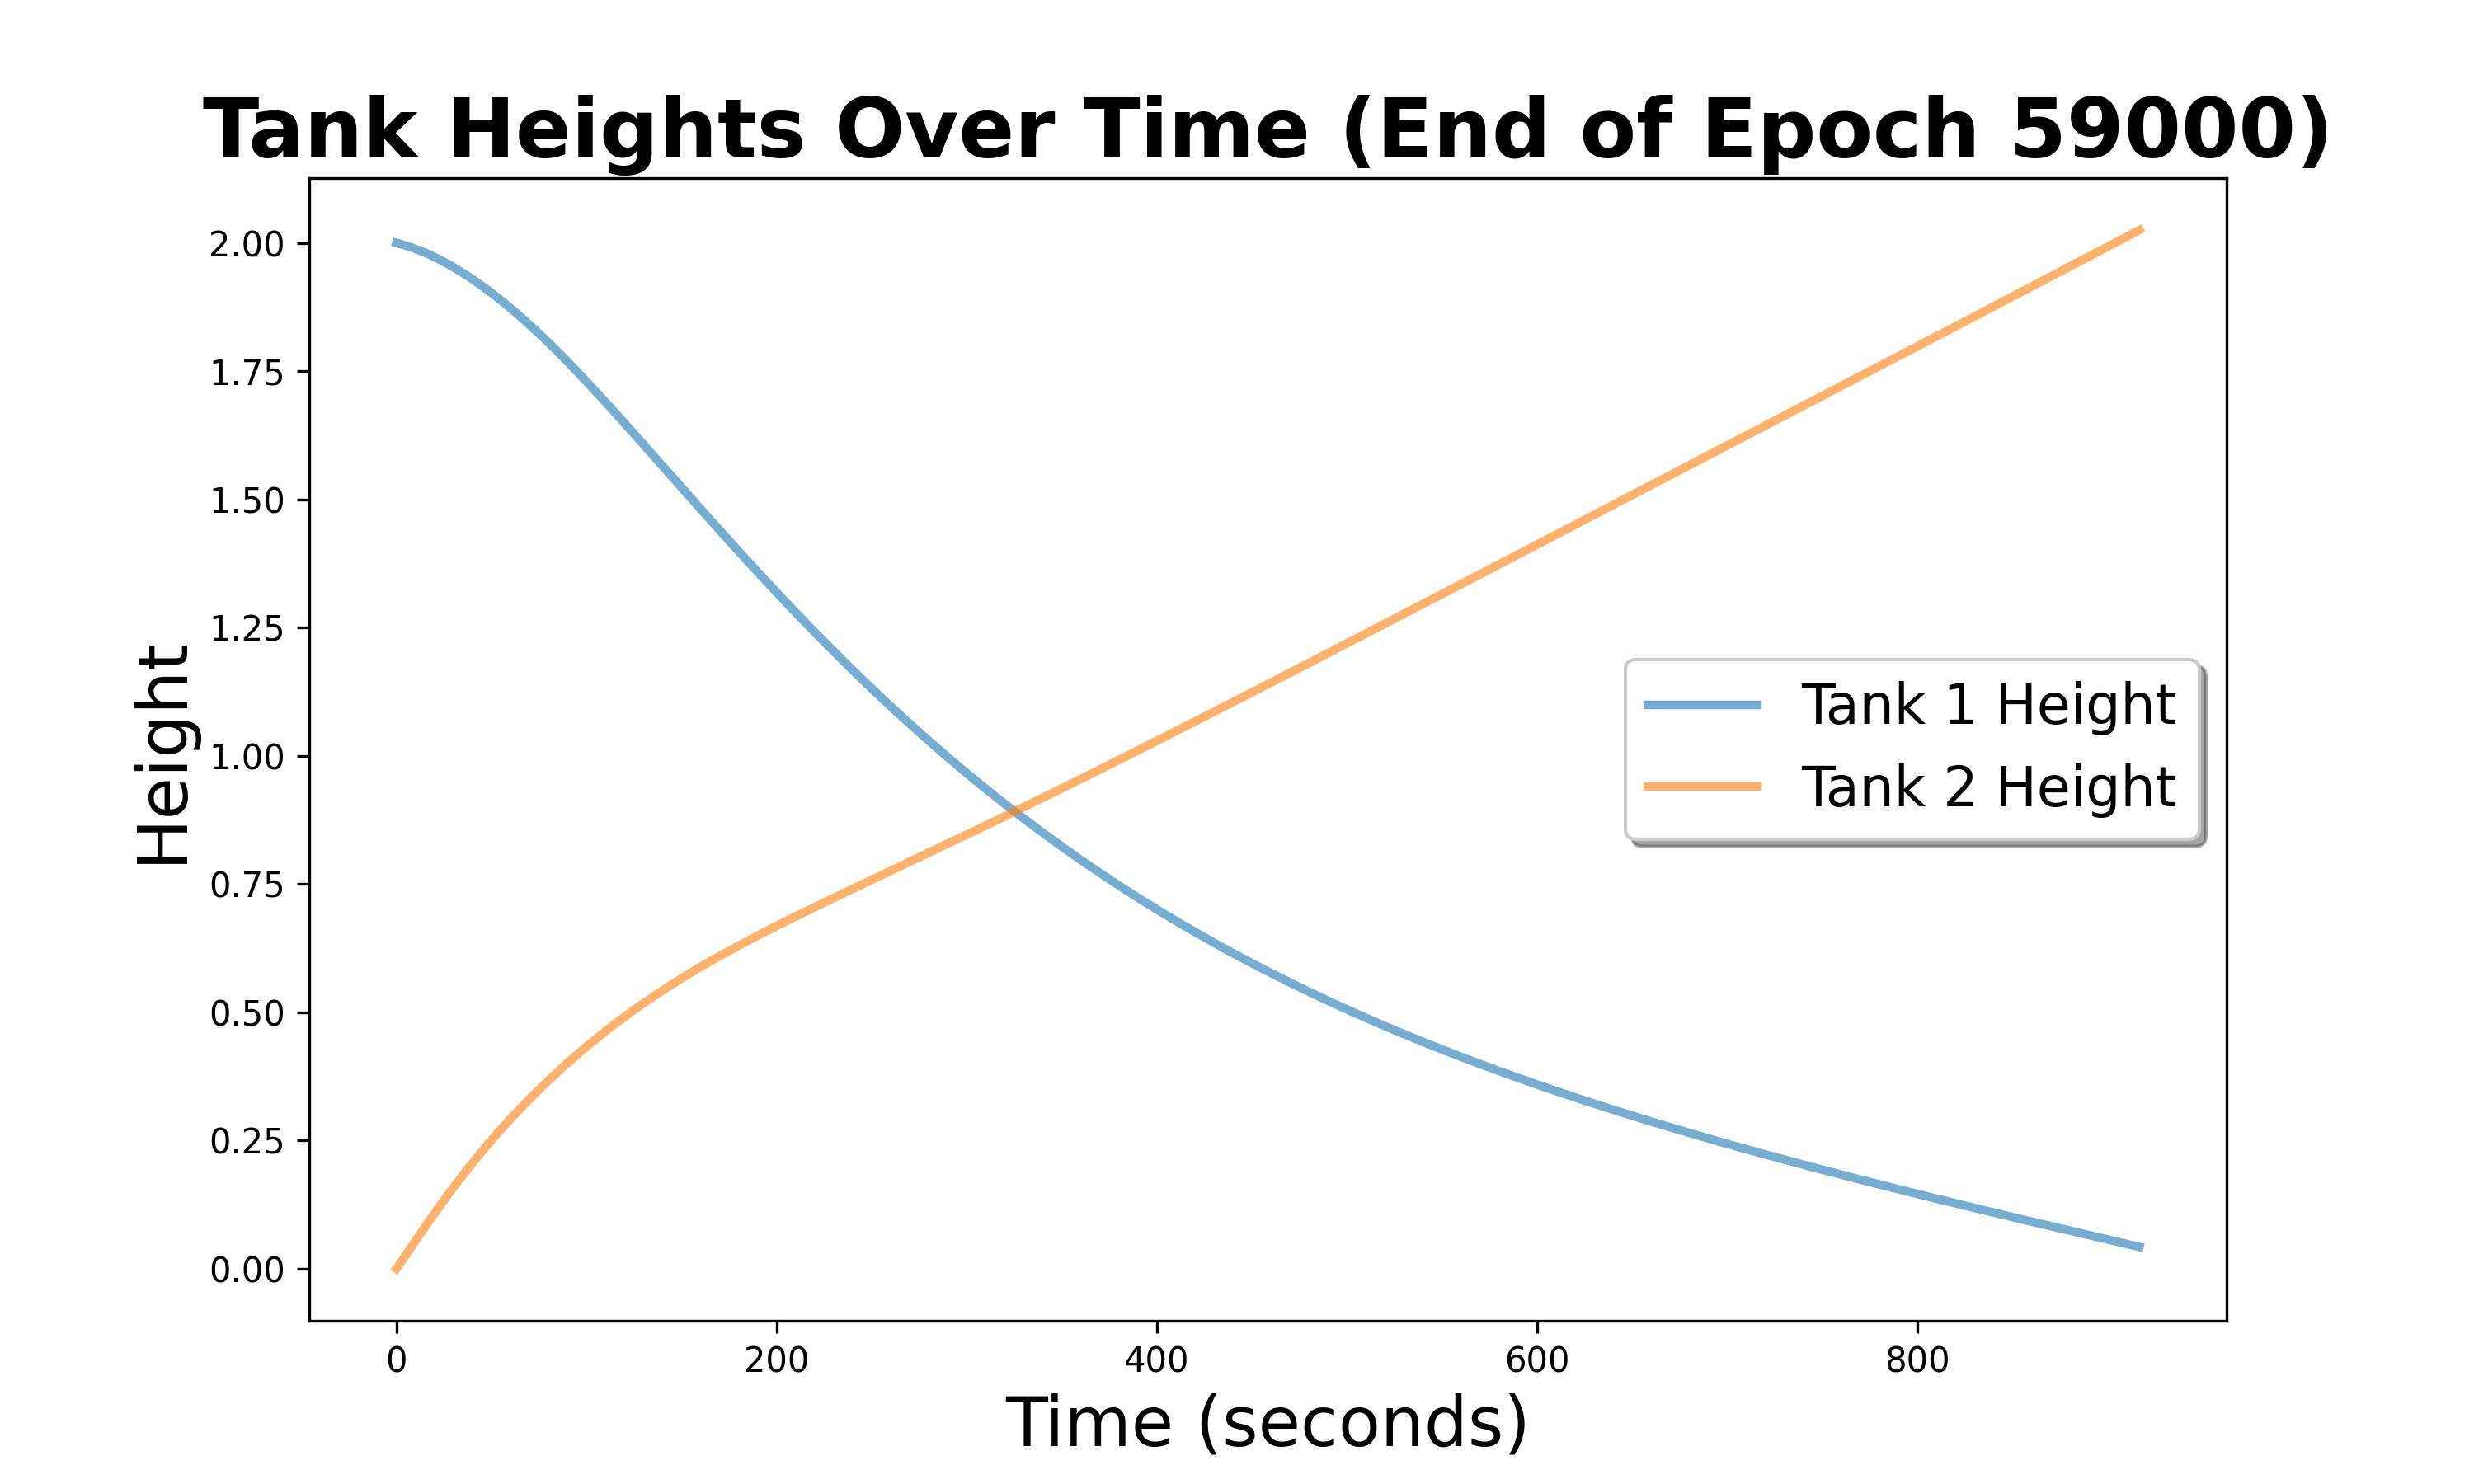 Tank Heights Over Time (End of Epoch 59000)
Height
2.00
1.75
1.50
1.25
1.00
0.75
0.50
0.25
0.00
Tank 1 Height
Tank 2 Height
0 200 400 600 800
Time (seconds)